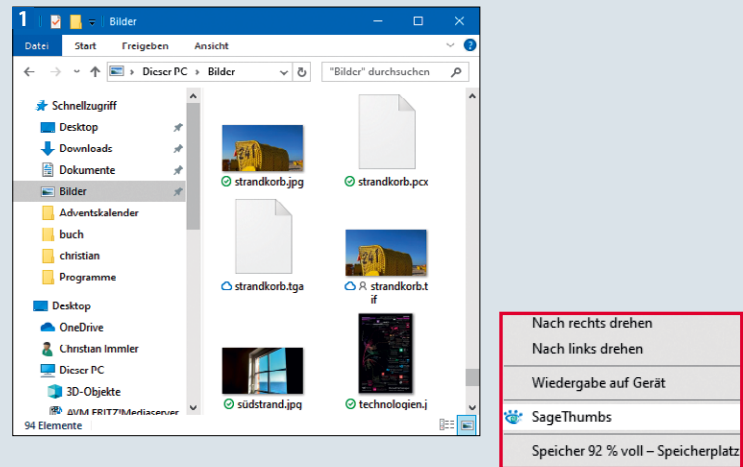 1
Bilder
Datei Start Freigeben Ansicht
Dieser PC › Bilder "Bilder" durchsuchen
Schnellzugriff
Desktop
Downloads
Dokumente
Bilder
Adventskalender
buch
christian
Programme
Desktop
OneDrive
Christian Immler
Dieser PC
3D-Objekte
AVM FRITZ!Mediaserver
94 Elemente
241
strandkorb.jpg strandkorb.pcx
241
strandkorb.tga strandkorb.t
if
südstrand.jpg technologien.j
Nach rechts drehen
Nach links drehen
Wiedergabe auf Gerät
SageThumbs
Speicher 92 % voll – Speicherplatz